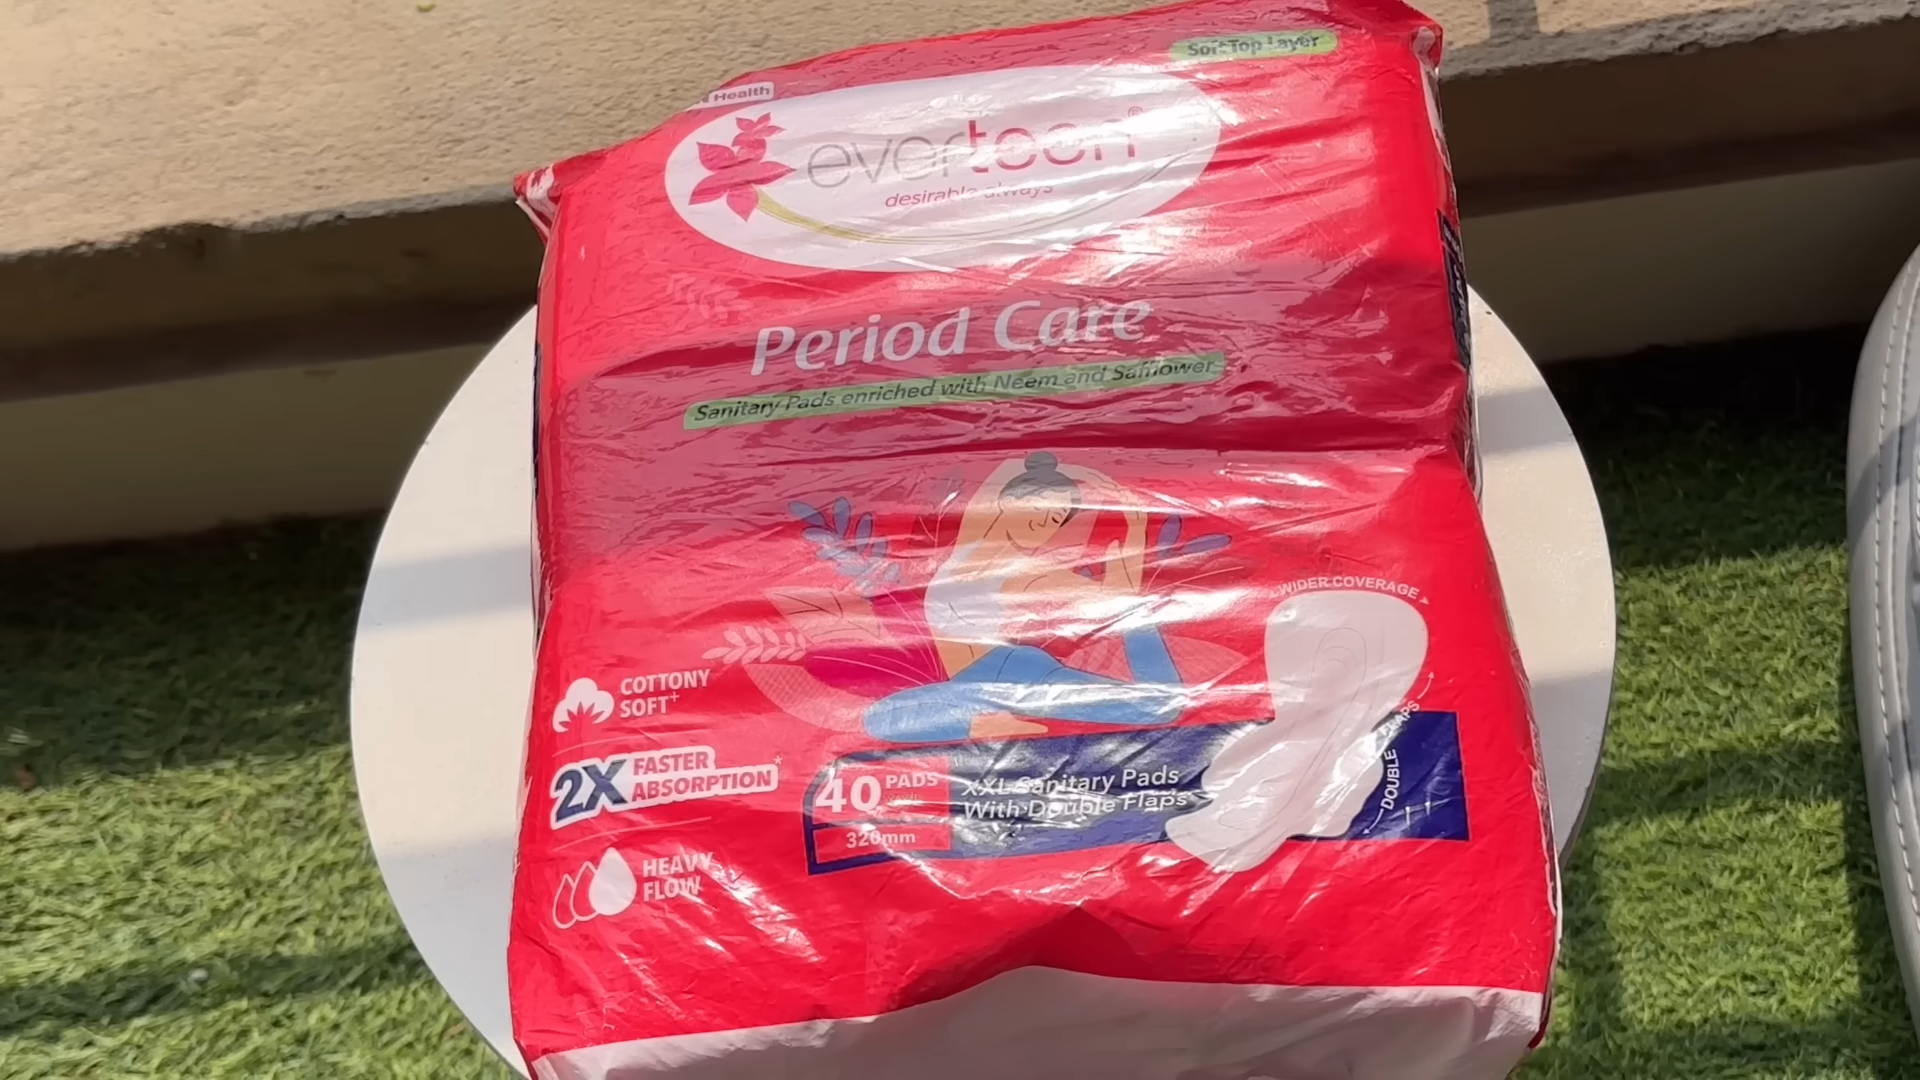 Health
Soft Top Layer
everteen®
desirable always
Period Care
Sanitary Pads enriched with Neem and Safflower
WIDER COVERAGE
COTTONY
SOFT+
2X FASTER
ABSORPTION*
HEAVY
FLOW
40 PADS
320mm
XXL Sanitary Pads
With Double Flaps
DOUBLE FLAPS